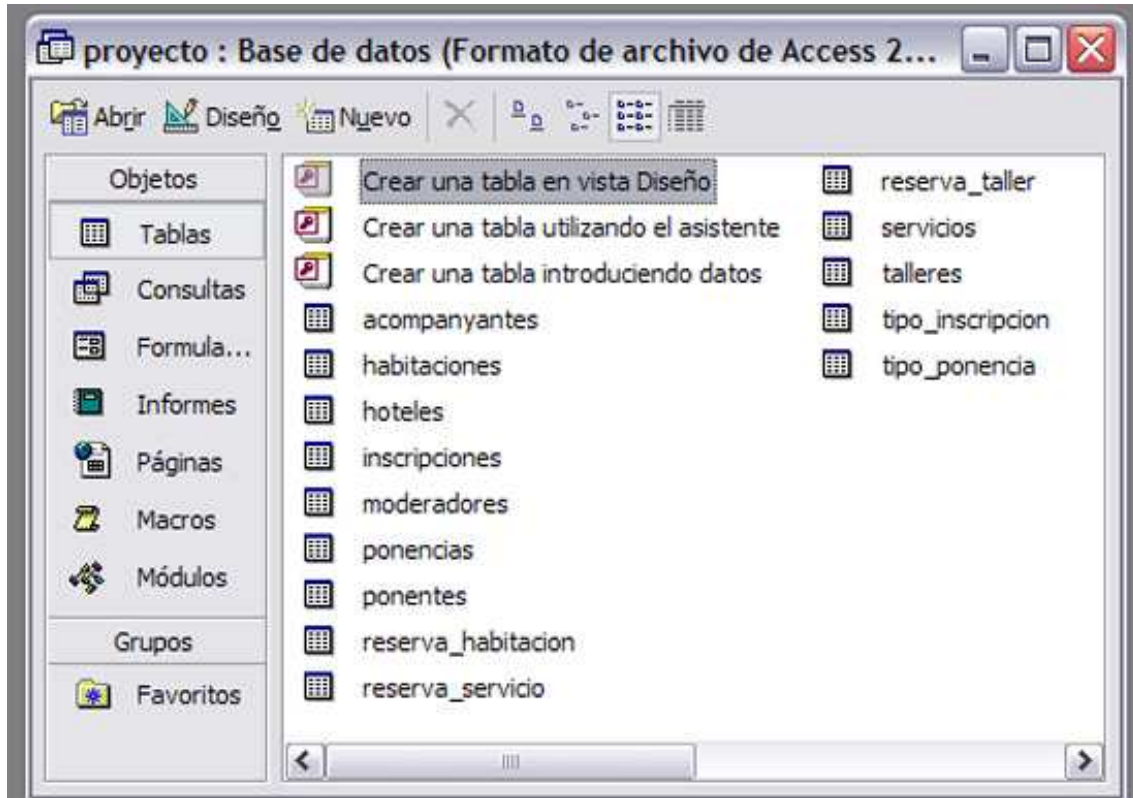 proyecto : Base de datos (Formato de archivo de Access 2...
Abrir Diseño Nuevo
Objetos
Tablas
Consultas
Formula...
Informes
Páginas
Macros
Módulos
Grupos
Favoritos
Crear una tabla en vista Diseño
Crear una tabla utilizando el asistente
Crear una tabla introduciendo datos
acompanyantes
habitaciones
hoteles
inscripciones
moderadores
ponencias
ponentes
reserva_habitacion
reserva_servicio
reserva_taller
servicios
talleres
tipo_inscripcion
tipo_ponencia